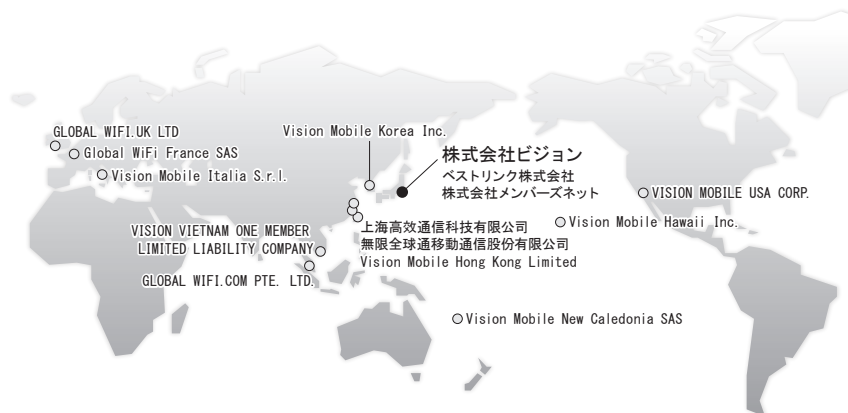 GLOBAL WIFI.UK LTD
Global WiFi France SAS
Vision Mobile Italia S.r.l.
Vision Mobile Korea Inc.
株式会社ビジョン
ベストリンク株式会社
株式会社メンバーズネット
VISION MOBILE USA CORP.
Vision Mobile Hawaii Inc.
上海高效通信科技有限公司
無限全球通移動通信股份有限公司
Vision Mobile Hong Kong Limited
VISION VIETNAM ONE MEMBER
LIMITED LIABILITY COMPANY
GLOBAL WIFI.COM PTE. LTD.
Vision Mobile New Caledonia SAS